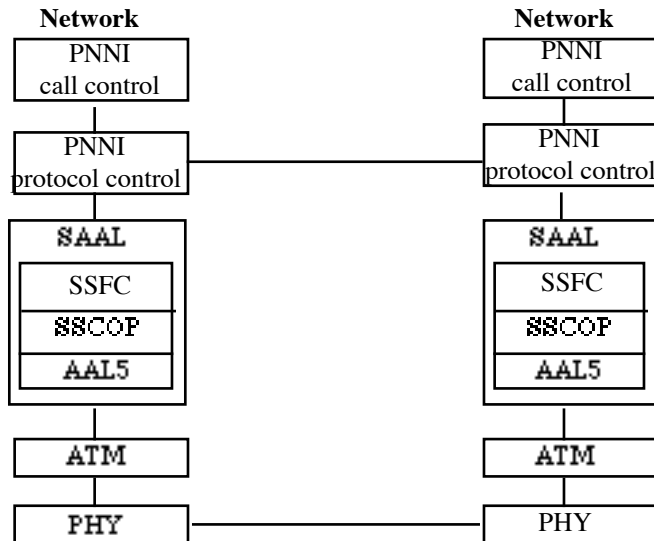 Network
PNNI
call control
PNNI
protocol control
SAAL
SSFC
SSCOP
AAL5
ATM
PHY
Network
PNNI
call control
PNNI
protocol control
SAAL
SSFC
SSCOP
AAL5
ATM
PHY